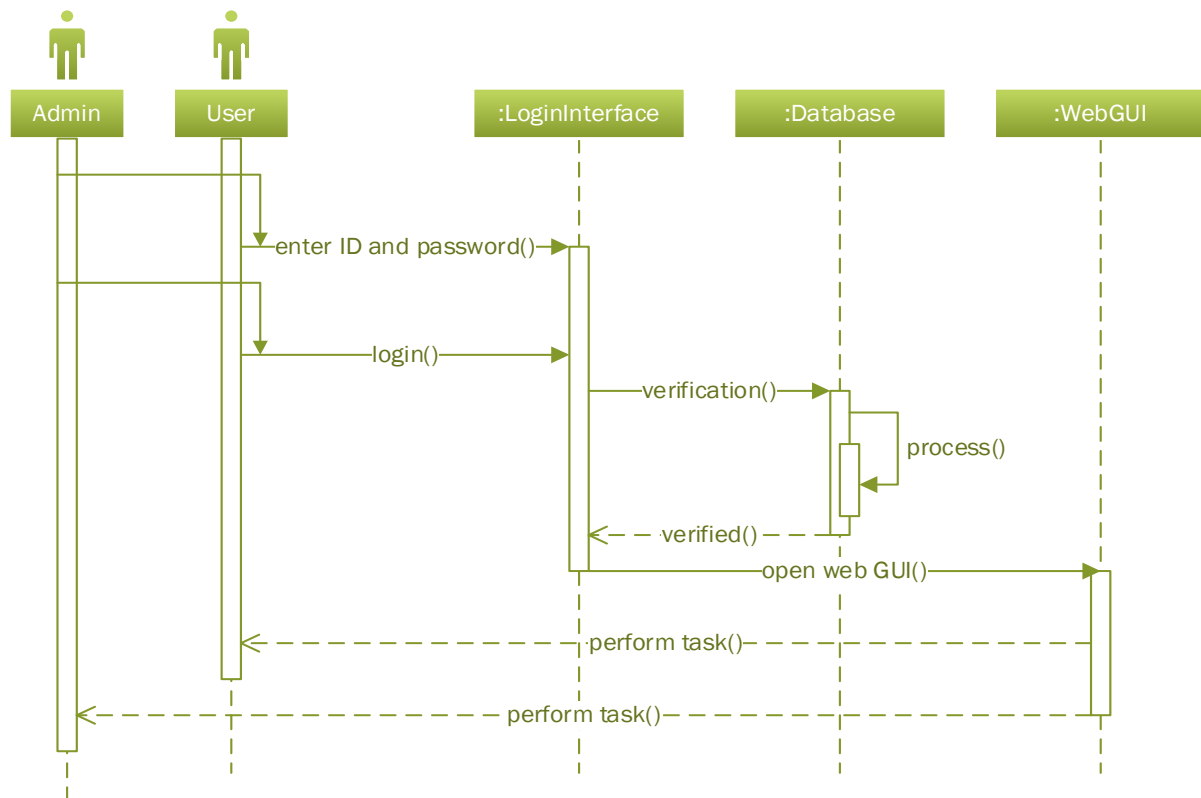 Admin
User
:LoginInterface
:Database
:WebGUI
enter ID and password()
login()
verification()
process()
verified()
open web GUI()
perform task()
perform task()